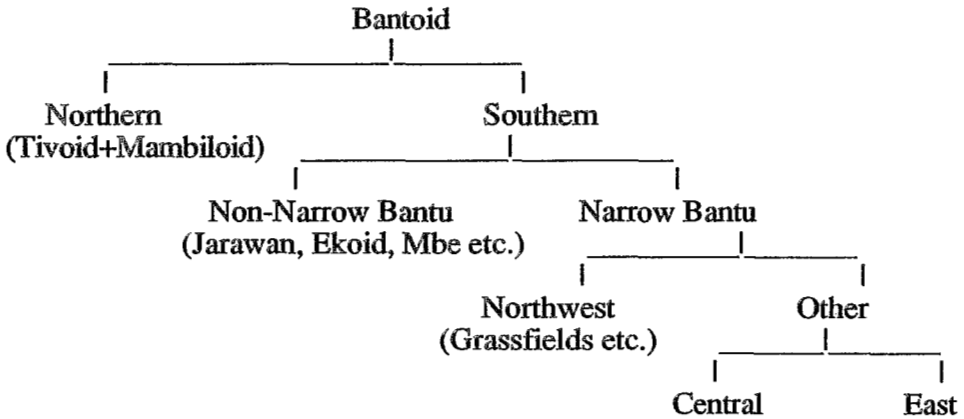 Bantoid
Northern Southern
(Tivoid+Mambiloid)
Non-Narrow Bantu Narrow Bantu
(Jarawan, Ekoid, Mbe etc.)
Northwest Other
(Grassfields etc.)
Central East